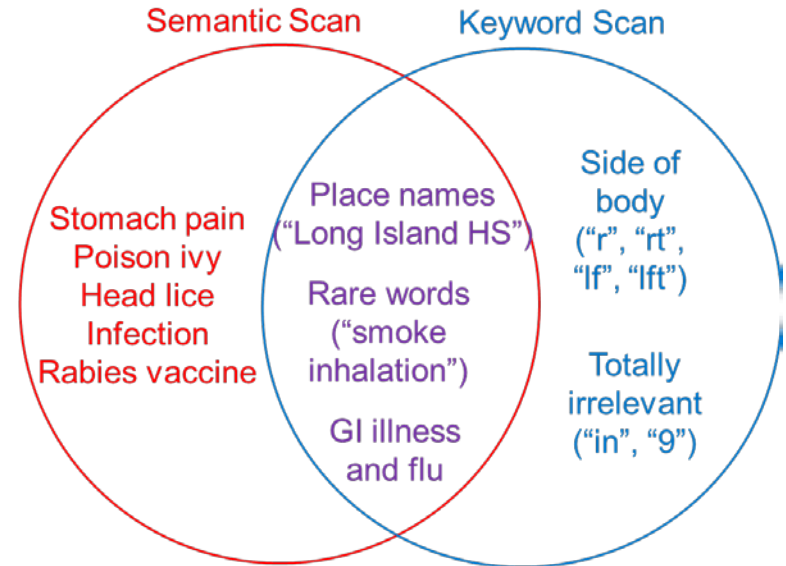 Semantic Scan
Keyword Scan
Stomach pain
Poison ivy
Head lice
Infection
Rabies vaccine
Place names
(“Long Island HS”)
Rare words
(“smoke
inhalation”)
GI illness
and flu
Side of
body
(“r”, “rt”,
“lf”, “lft”)
Totally
irrelevant
(“in”, “9”)